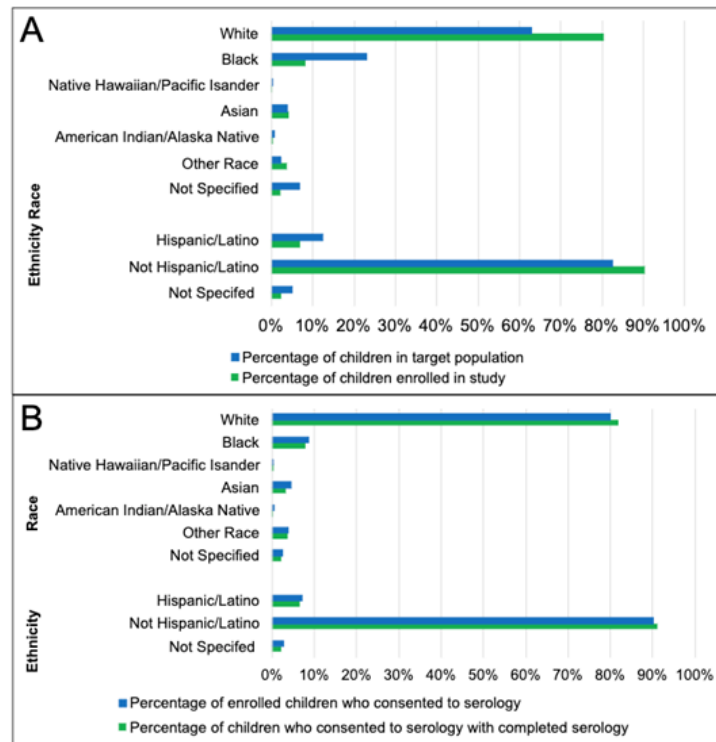 A
White
Black
Native Hawaiian/Pacific Isander
Asian
American Indian/Alaska Native
Other Race
Not Specified
Ethnicity Race
Hispanic/Latino
Not Hispanic/Latino
Not Specifed
0% 10% 20% 30% 40% 50% 60% 70% 80% 90% 100%
Percentage of children in target population
Percentage of children enrolled in study
B
White
Black
Native Hawaiian/Pacific Isander
Asian
American Indian/Alaska Native
Other Race
Not Specified
Race
Hispanic/Latino
Not Hispanic/Latino
Not Specifed
Ethnicity
0% 10% 20% 30% 40% 50% 60% 70% 80% 90% 100%
Percentage of enrolled children who consented to serology
Percentage of children who consented to serology with completed serology